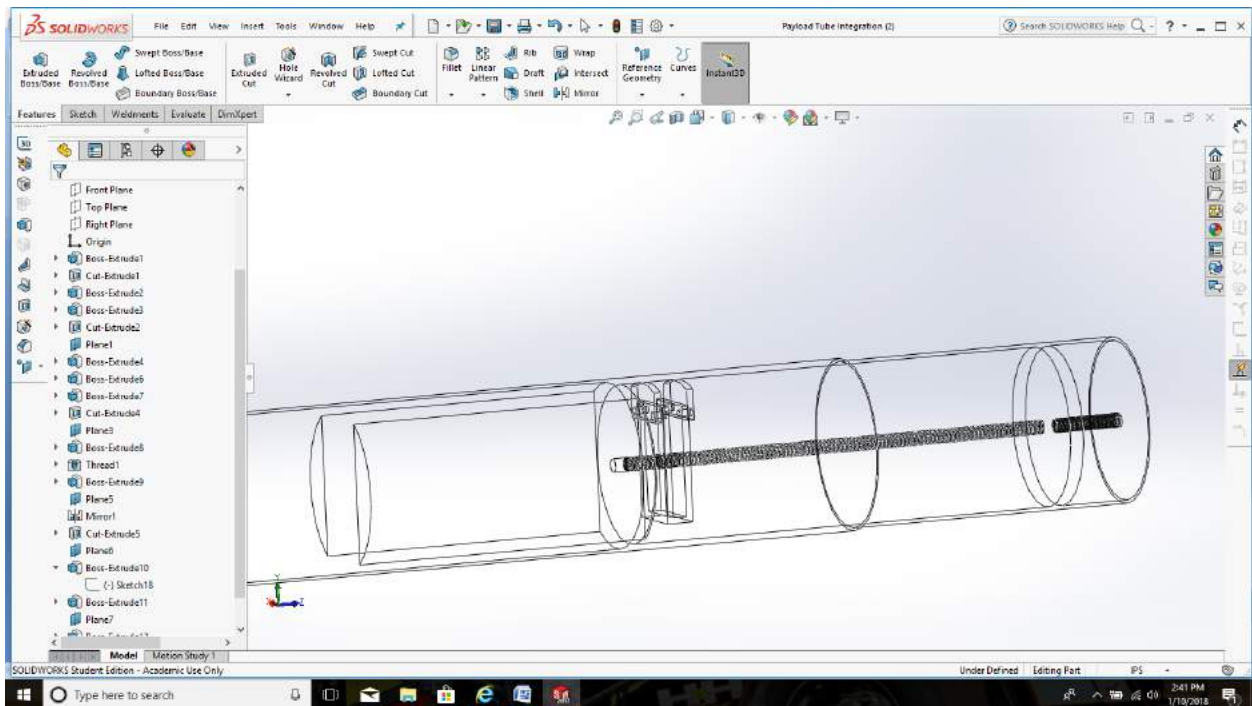 SOLIDWORKS File Edit View Insert Tools Window Help Payload Tube Integration (2) Search SOLIDWORKS Help ?
Extruded Boss/Base
Revolved Boss/Base
Swept Boss/Base
Lofted Boss/Base
Boundary Boss/Base
Extruded Cut
Hole Wizard
Revolved Cut
Swept Cut
Lofted Cut
Boundary Cut
Fillet
Linear Pattern
Rib
Draft
Shell
Wrap
Intersect
Mirror
Reference Geometry
Curves
Instant3D
Features Sketch Weldments Evaluate DimXpert
Front Plane
Top Plane
Right Plane
Origin
Boss-Extrude1
Cut-Extrude1
Boss-Extrude2
Boss-Extrude3
Cut-Extrude2
Plane1
Boss-Extrude4
Boss-Extrude6
Boss-Extrude7
Cut-Extrude4
Plane3
Boss-Extrude8
Thread1
Boss-Extrude9
Plane5
Mirror1
Cut-Extrude5
Plane6
Boss-Extrude10
(-) Sketch18
Boss-Extrude11
Plane7
Model Motion Study 1
SOLIDWORKS Student Edition - Academic Use Only Under Defined Editing Part IPS
Type here to search
2:41 PM
1/10/2018